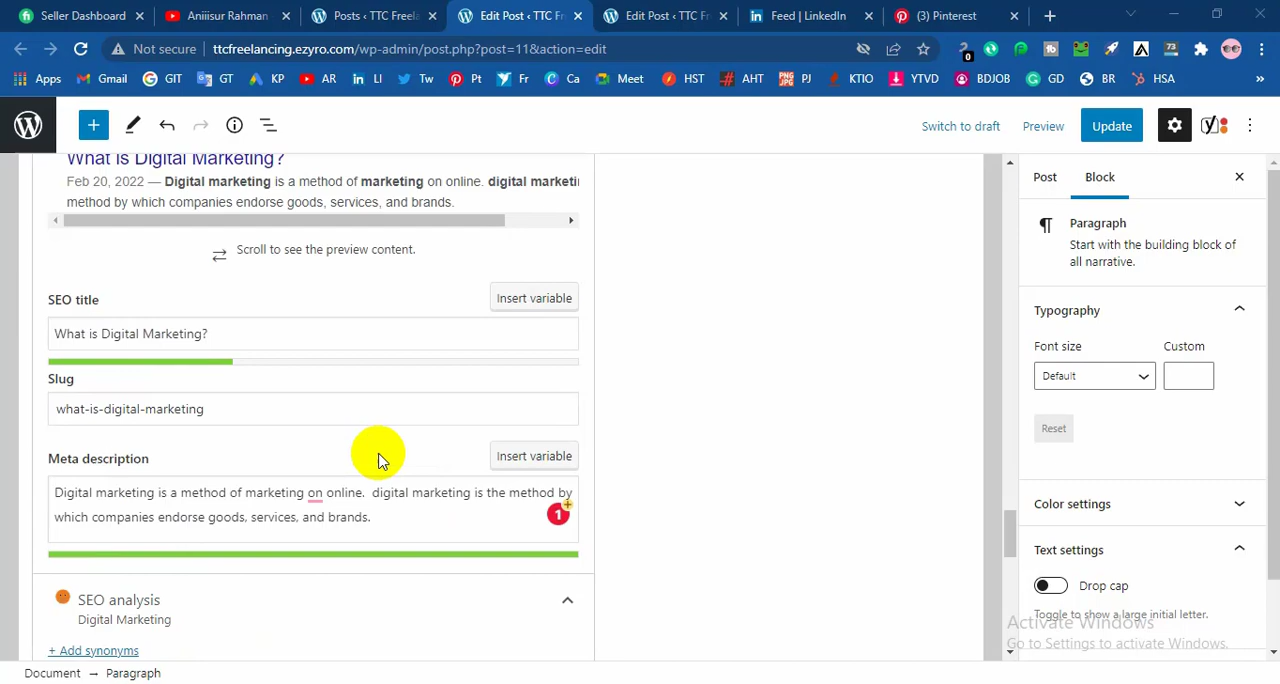 Seller Dashboard
Aniiisur Rahman
Posts ‹ TTC Freela
Edit Post ‹ TTC F
Edit Post ‹ TTC F
Feed | LinkedIn
(3) Pinterest
Not secure
ttcfreelancing.ezyro.com/wp-admin/post.php?post=11&action=edit
0
73
Apps
Gmail
GIT
GT
KP
AR
LI
Tw
Pt
Fr
Ca
Meet
HST
AHT
PJ
KTIO
YTVD
BDJOB
GD
BR
HSA
»
Switch to draft
Preview
Update
What is Digital Marketing?
Feb 20, 2022 — Digital marketing is a method of marketing on online. digital marketi
method by which companies endorse goods, services, and brands.
Scroll to see the preview content.
SEO title
Insert variable
What is Digital Marketing?
Slug
what-is-digital-marketing
Meta description
Insert variable
Digital marketing is a method of marketing on online.  digital marketing is the method by
which companies endorse goods, services, and brands.
1
SEO analysis
Digital Marketing
+ Add synonyms
Document → Paragraph
Post
Block
Paragraph
Start with the building block of
all narrative.
Typography
Font size
Custom
Default
Reset
Color settings
Text settings
Drop cap
Toggle to show a large initial letter.
Activate Windows
Go to Settings to activate Windows.